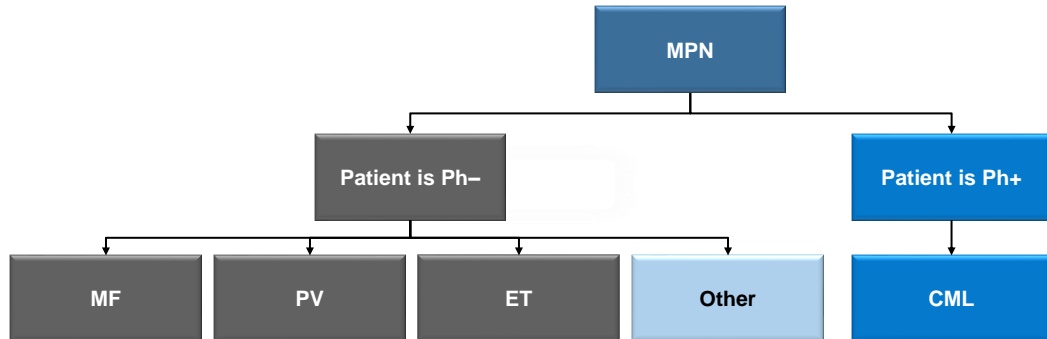 MPN
Patient is Ph–
Patient is Ph+
MF
PV
ET
Other
CML